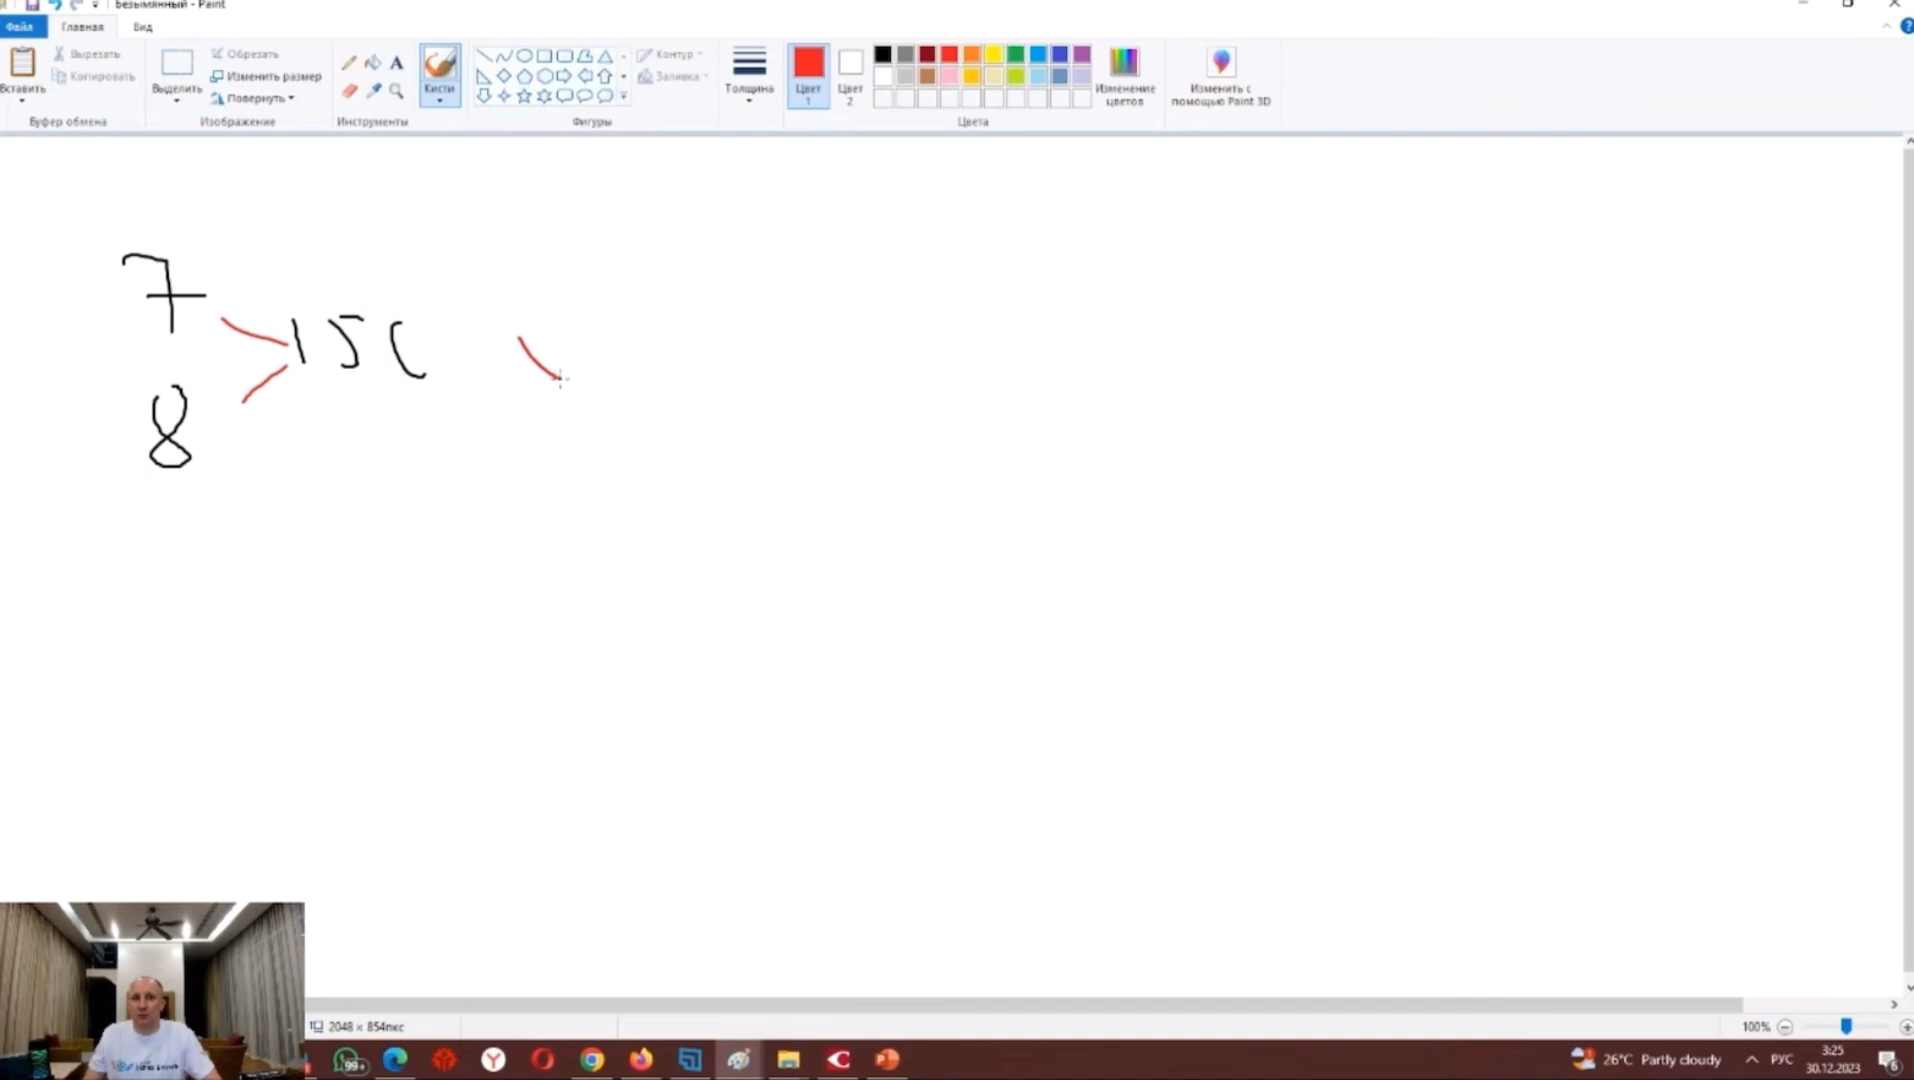 Безымянный - Paint
Файл Главная Вид
Вставить
Вырезать
Копировать
Буфер обмена
Выделить
Обрезать
Изменить размер
Повернуть
Изображение
Инструменты
Кисти
Фигуры
Контур
Заливка
Толщина
Цвет 1
Цвет 2
Цвета
Изменение цветов
Изменить с помощью Paint 3D
7
15 (
8
2048 × 854пкс
100%
99+
26°C Partly cloudy
РУС
3:25
30.12.2023
6